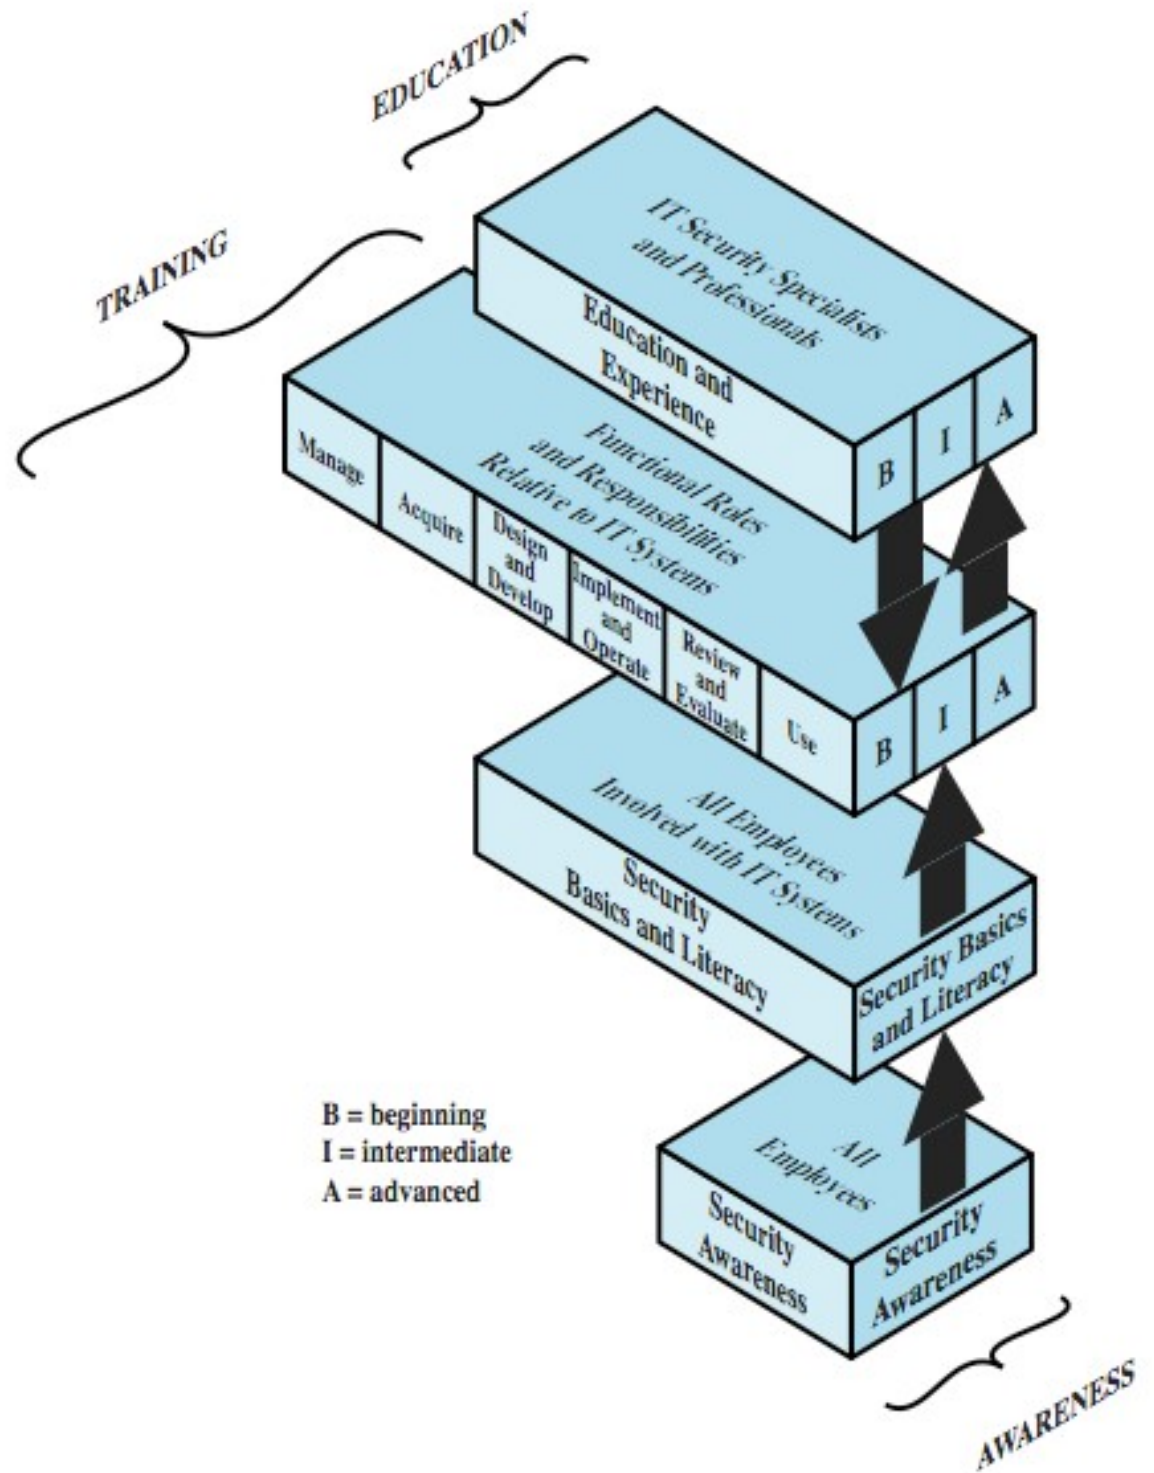 EDUCATION
TRAINING
IT Security Specialists
and Professionals
Education and
Experience
B
I
A
Functional Roles
and Responsibilities
Relative to IT Systems
Manage
Acquire
Design
and
Develop
Implement
and
Operate
Review
and
Evaluate
Use
B
I
A
All Employees
Involved with IT Systems
Security
Basics and Literacy
Security Basics
and Literacy
B = beginning
I = intermediate
A = advanced
All
Employees
Security
Awareness
Security
Awareness
AWARENESS